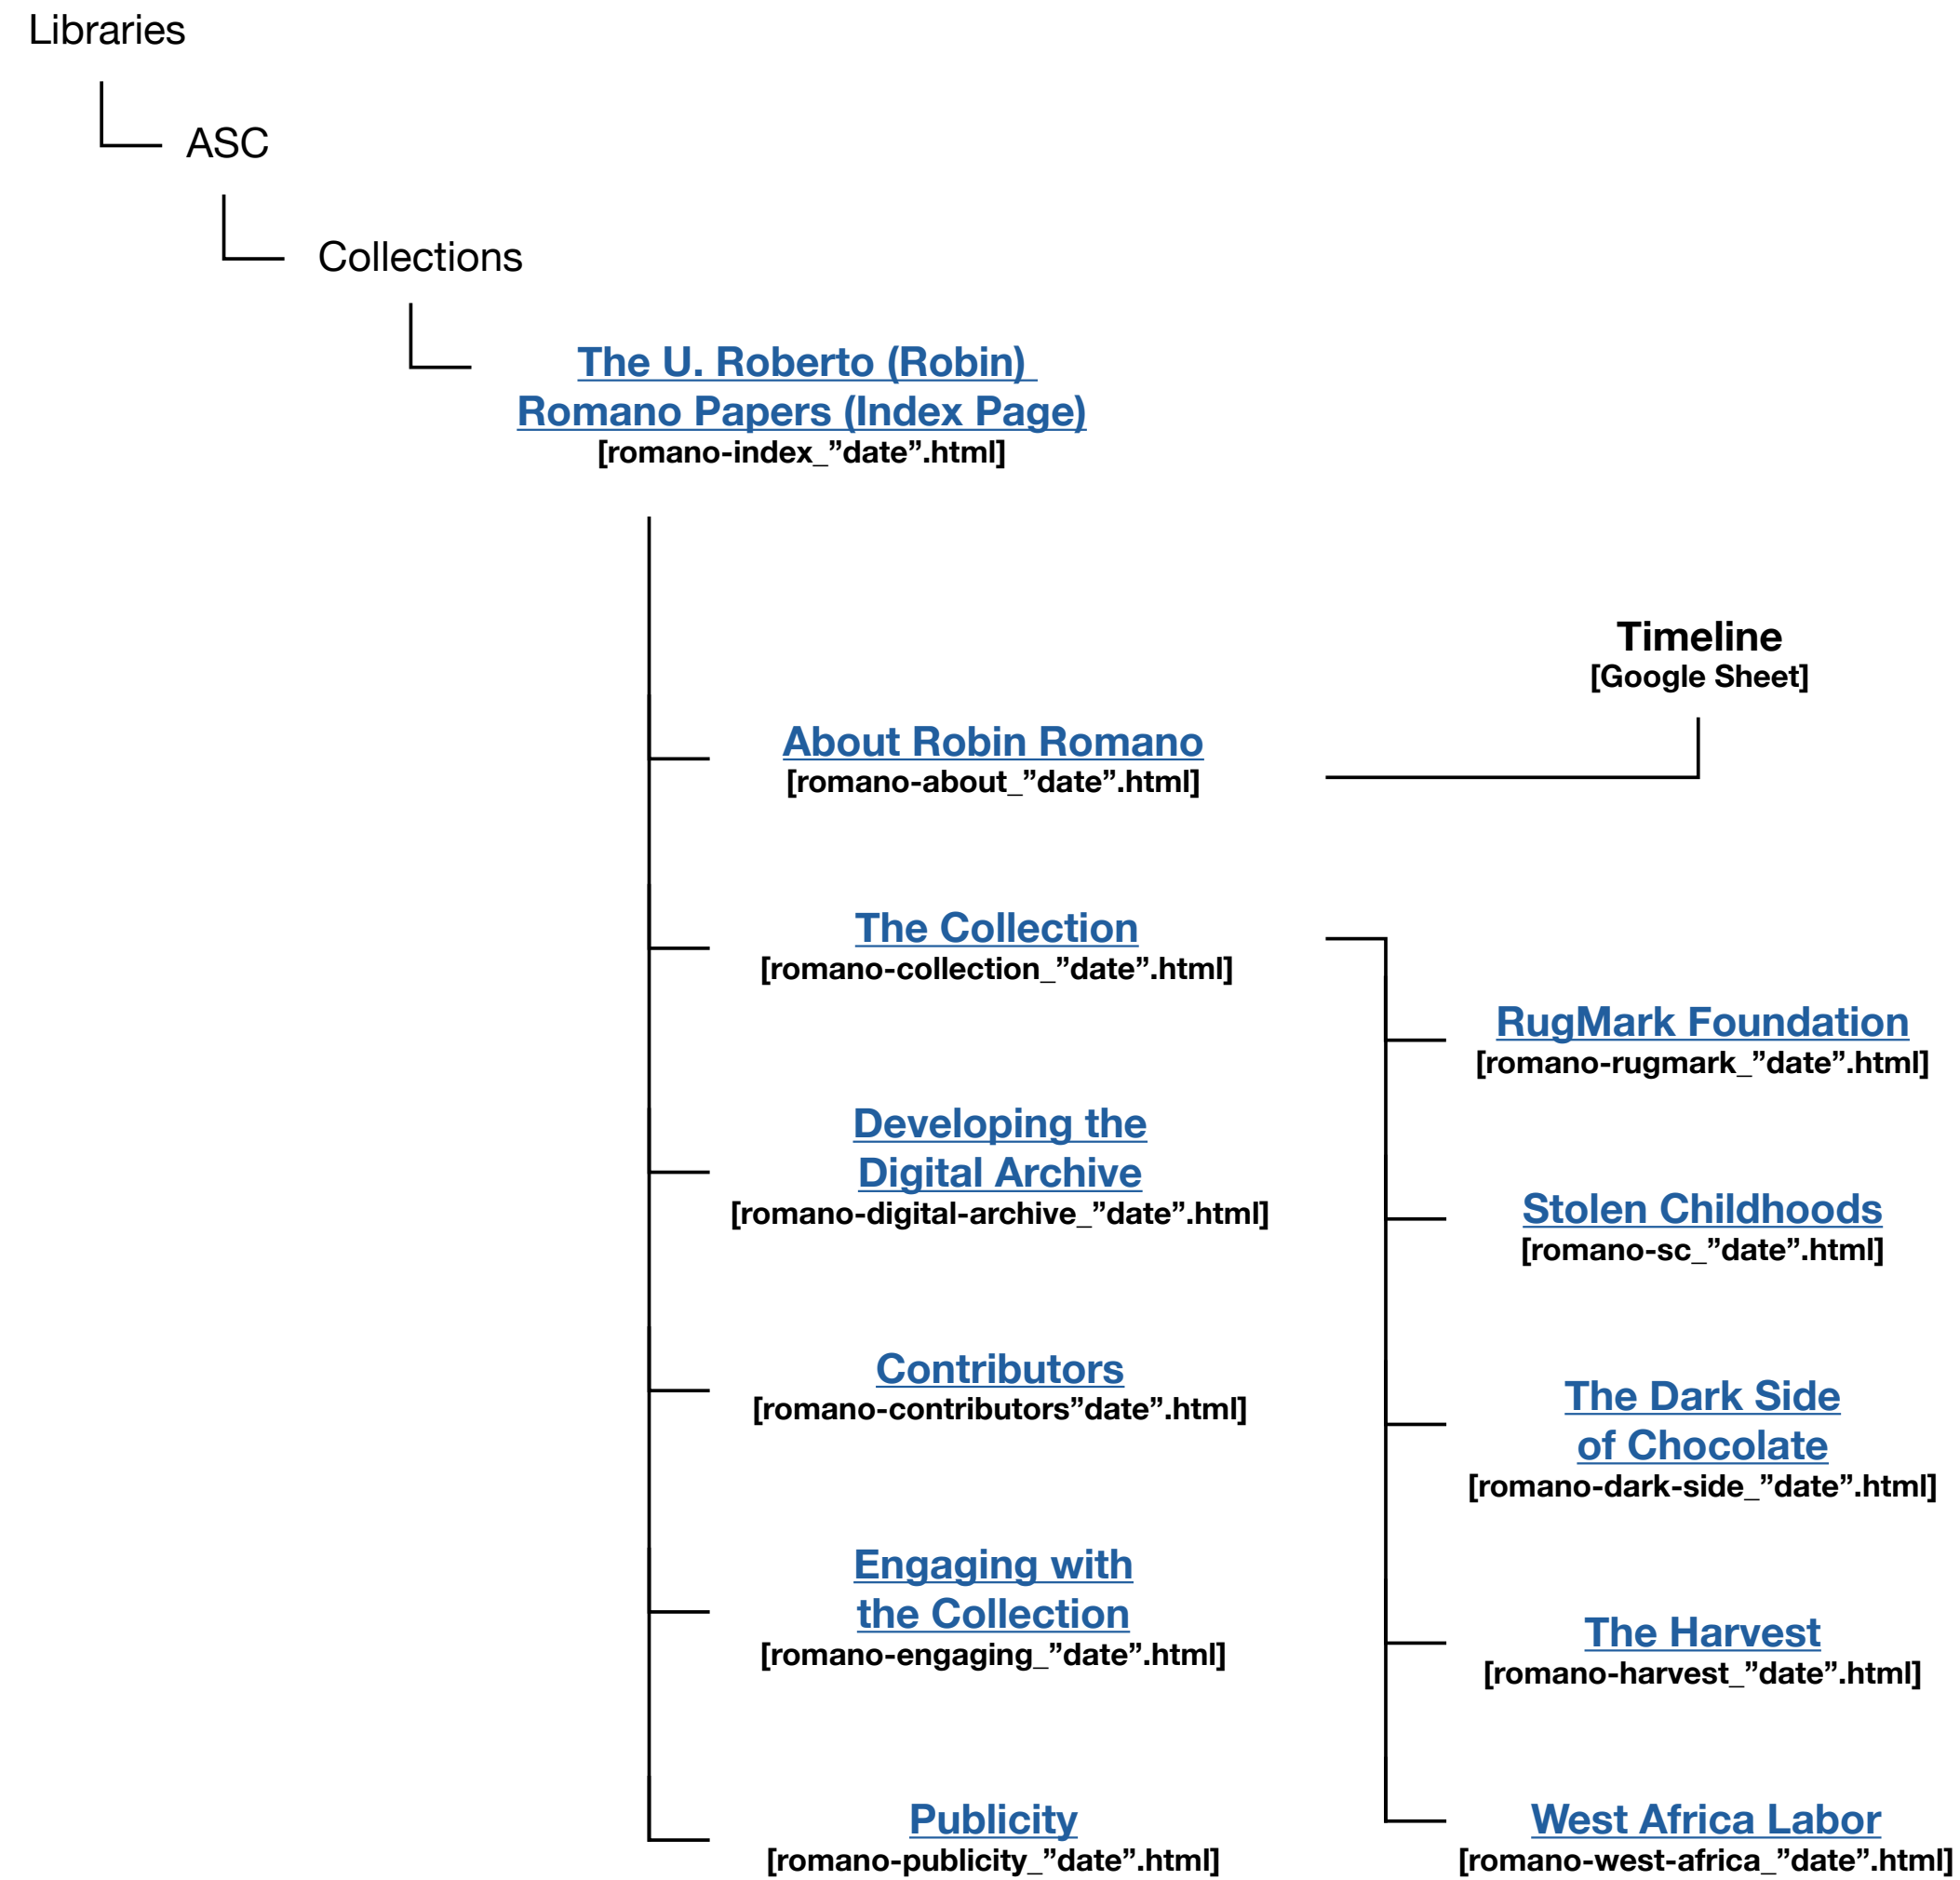 Libraries
ASC
Collections
The U. Roberto (Robin)
Romano Papers (Index Page)
[romano-index_”date”.html]
Timeline
[Google Sheet]
About Robin Romano
[romano-about_”date”.html]
The Collection
[romano-collection_”date”.html]
RugMark Foundation
[romano-rugmark_”date”.html]
Developing the
Digital Archive
[romano-digital-archive_”date”.html]
Stolen Childhoods
[romano-sc_”date”.html]
Contributors
[romano-contributors”date”.html]
The Dark Side
of Chocolate
[romano-dark-side_”date”.html]
Engaging with
the Collection
[romano-engaging_”date”.html]
The Harvest
[romano-harvest_”date”.html]
Publicity
[romano-publicity_”date”.html]
West Africa Labor
[romano-west-africa_”date”.html]